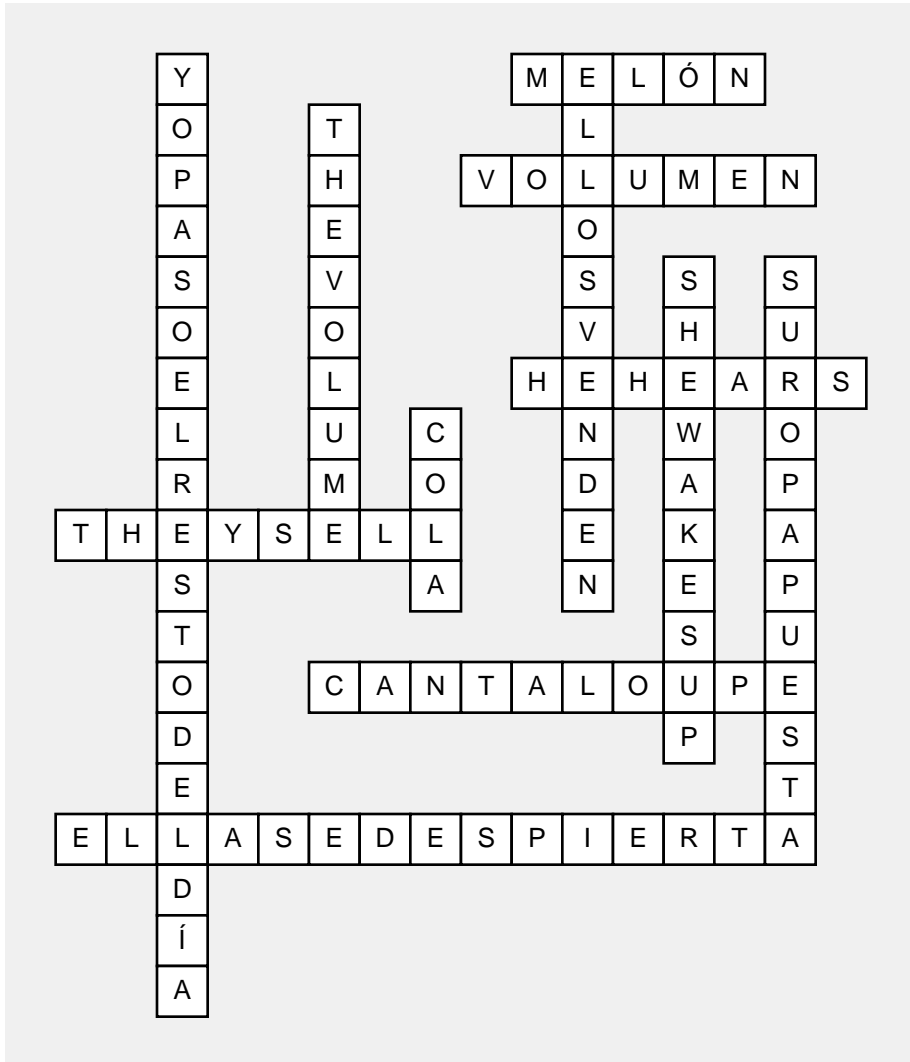 YOPASOELRESTODELDÍA
MELÓN
ELLOSVENDEN
THEVOLUME
VOLUMEN
SHEWAKESUP
SUROPAPUESTA
HEHEARS
COLA
THEYSELL
CANTALOUPE
ELLASEDESPIERTA